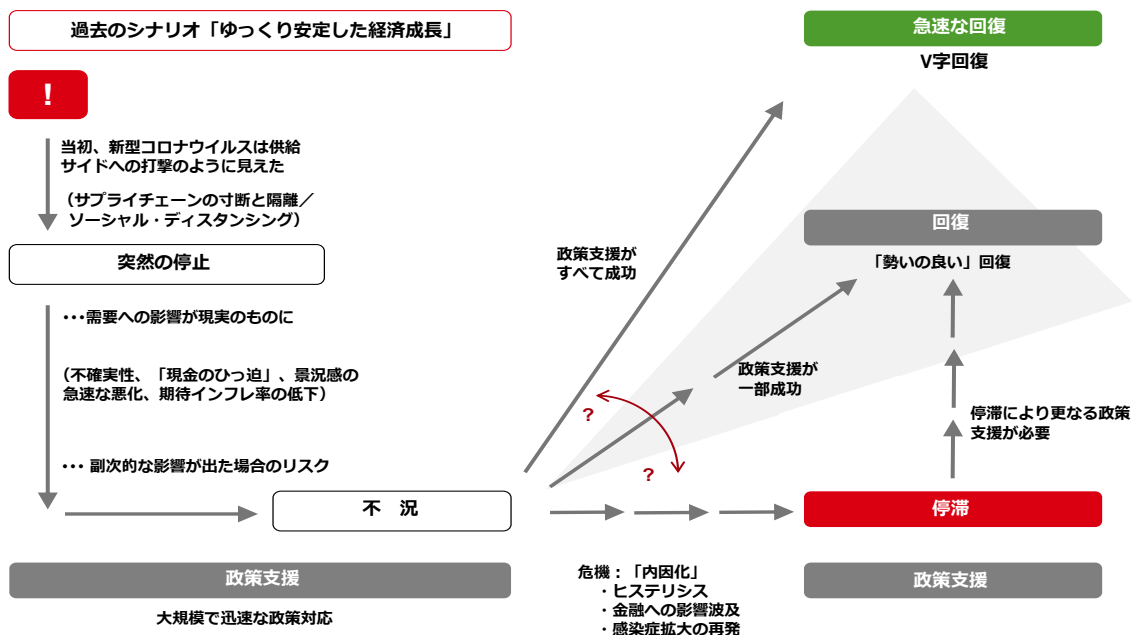 過去のシナリオ「ゆっくり安定した経済成長」
!
当初、新型コロナウイルスは供給
サイドへの打撃のように見えた
（サプライチェーンの寸断と隔離／
ソーシャル・ディスタンシング）
突然の停止
･･･需要への影響が現実のものに
（不確実性、「現金のひっ迫」、景況感の
急速な悪化、期待インフレ率の低下）
･･･ 副次的な影響が出た場合のリスク
不　況
政策支援
大規模で迅速な政策対応
政策支援が
すべて成功
政策支援が
一部成功
?
?
危機：「内因化」
・ヒステリシス
・金融への影響波及
・感染症拡大の再発
急速な回復
V字回復
回復
「勢いの良い」回復
停滞により更なる政策
支援が必要
停滞
政策支援